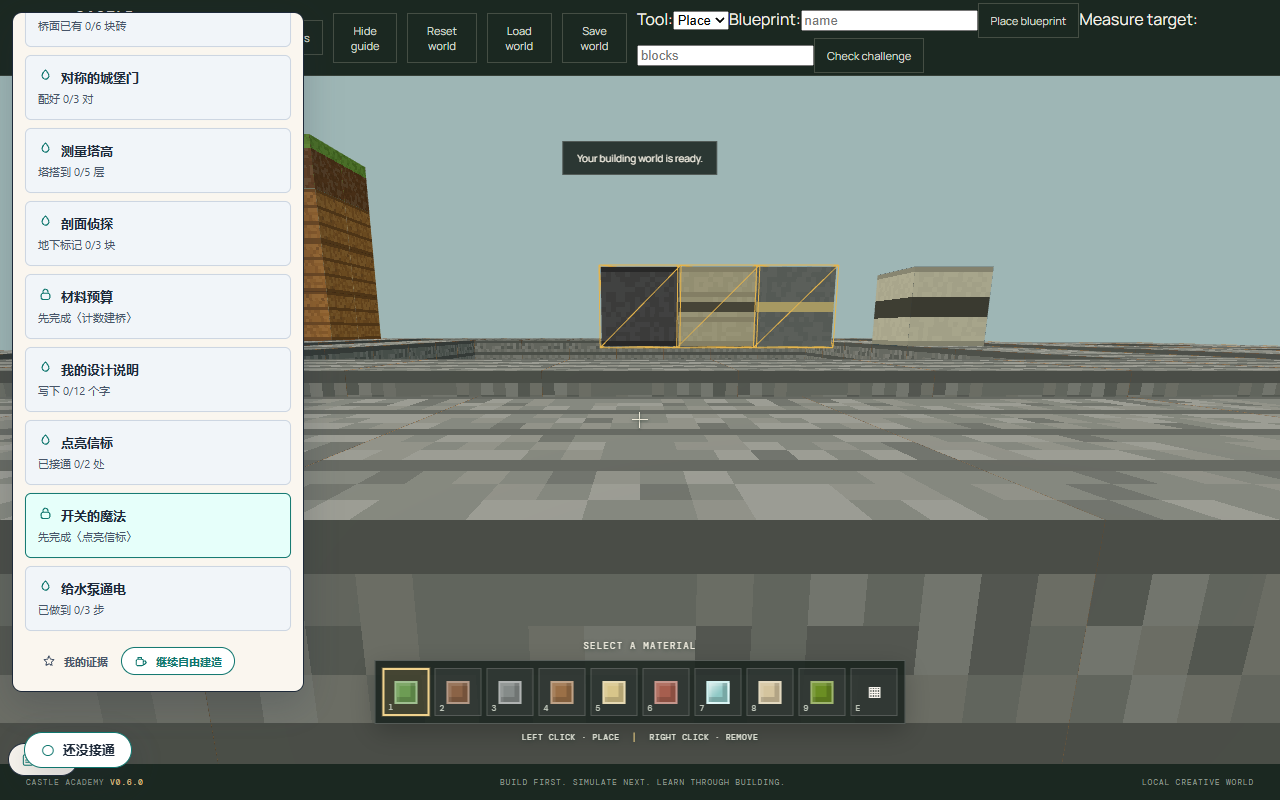 桥面已有 0/6 块砖
对称的城堡门
配好 0/3 对
测量塔高
塔搭到 0/5 层
剖面侦探
地下标记 0/3 块
材料预算
先完成〈计数建桥〉
我的设计说明
写下 0/12 个字
点亮信标
已接通 0/2 处
开关的魔法
先完成〈点亮信标〉
给水泵通电
已做到 0/3 步
我的证据
继续自由建造
还没接通
s
Hide
guide
Reset
world
Load
world
Save
world
Tool:
Place
Blueprint:
name
Place blueprint
Measure target:
blocks
Check challenge
Your building world is ready.
SELECT A MATERIAL
1
2
3
4
5
6
7
8
9
E
LEFT CLICK · PLACE | RIGHT CLICK · REMOVE
CASTLE ACADEMY V0.6.0
BUILD FIRST. SIMULATE NEXT. LEARN THROUGH BUILDING.
LOCAL CREATIVE WORLD